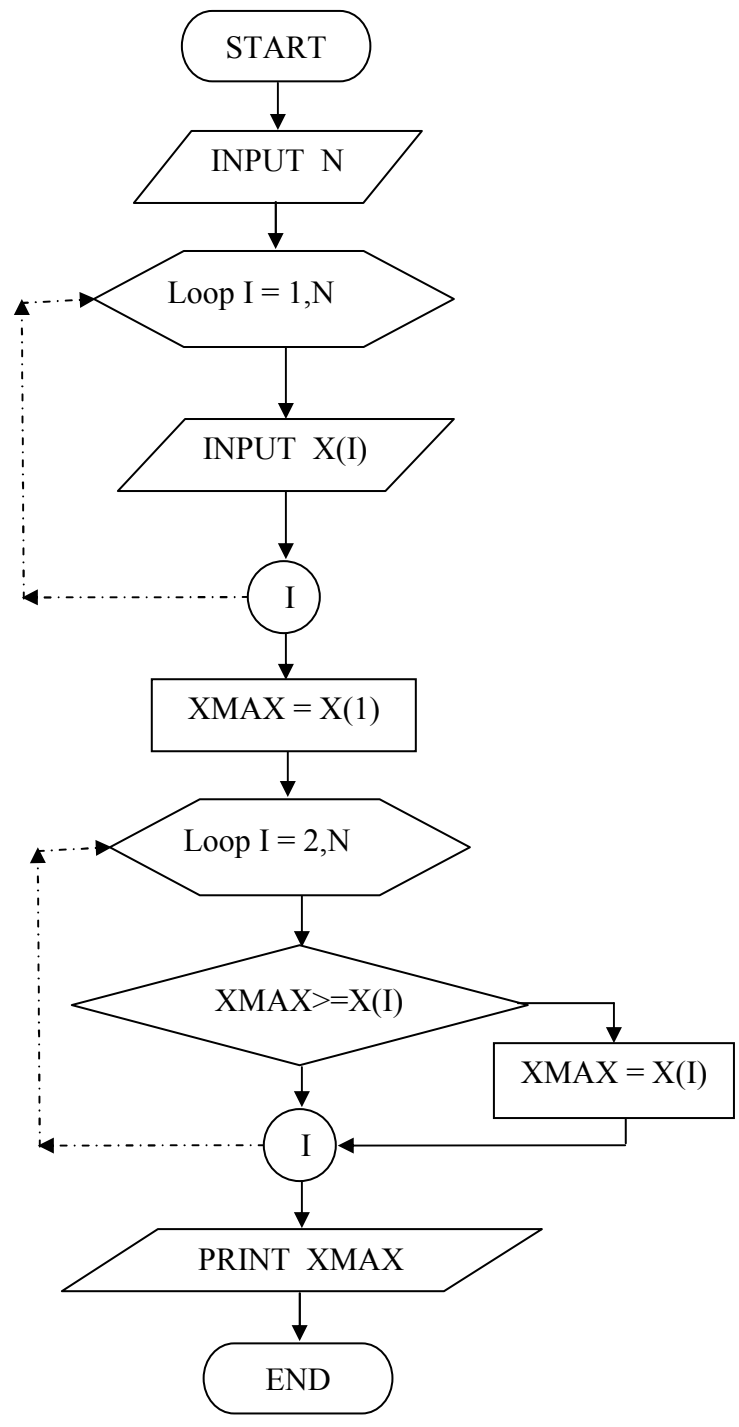 START
INPUT N
Loop I = 1,N
INPUT X(I)
I
XMAX = X(1)
Loop I = 2,N
XMAX>=X(I)
XMAX = X(I)
I
PRINT XMAX
END